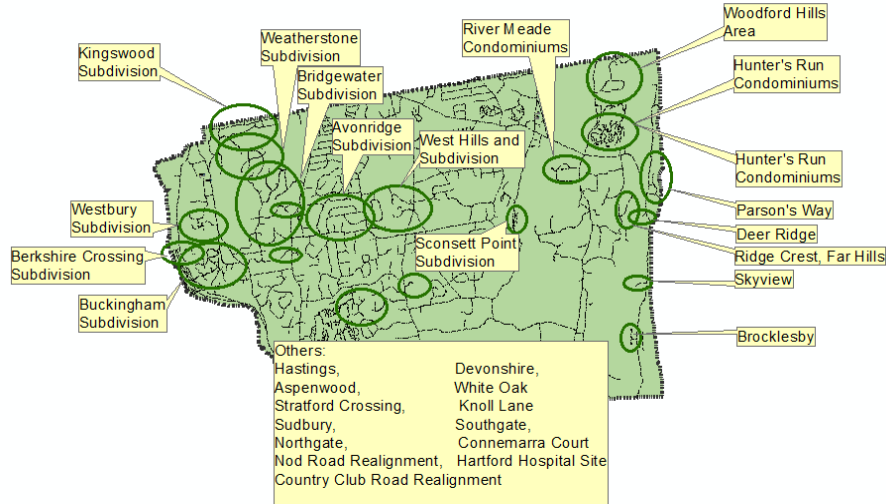 Woodford Hills
Area
River Meade
Condominiums
Weatherstone
Subdivision
Kingswood
Subdivision
Hunter's Run
Condominiums
Bridgewater
Subdivision
Avonridge
Subdivision
West Hills and
Subdivision
Hunter's Run
Condominiums
Westbury
Subdivision
Parson's Way
Deer Ridge
Sconsett Point
Subdivision
Berkshire Crossing
Subdivision
Ridge Crest, Far Hills
Skyview
Buckingham
Subdivision
Brocklesby
Others:
Hastings, Devonshire,
Aspenwood, White Oak
Stratford Crossing, Knoll Lane
Sudbury, Southgate,
Northgate, Connemarra Court
Nod Road Realignment, Hartford Hospital Site
Country Club Road Realignment